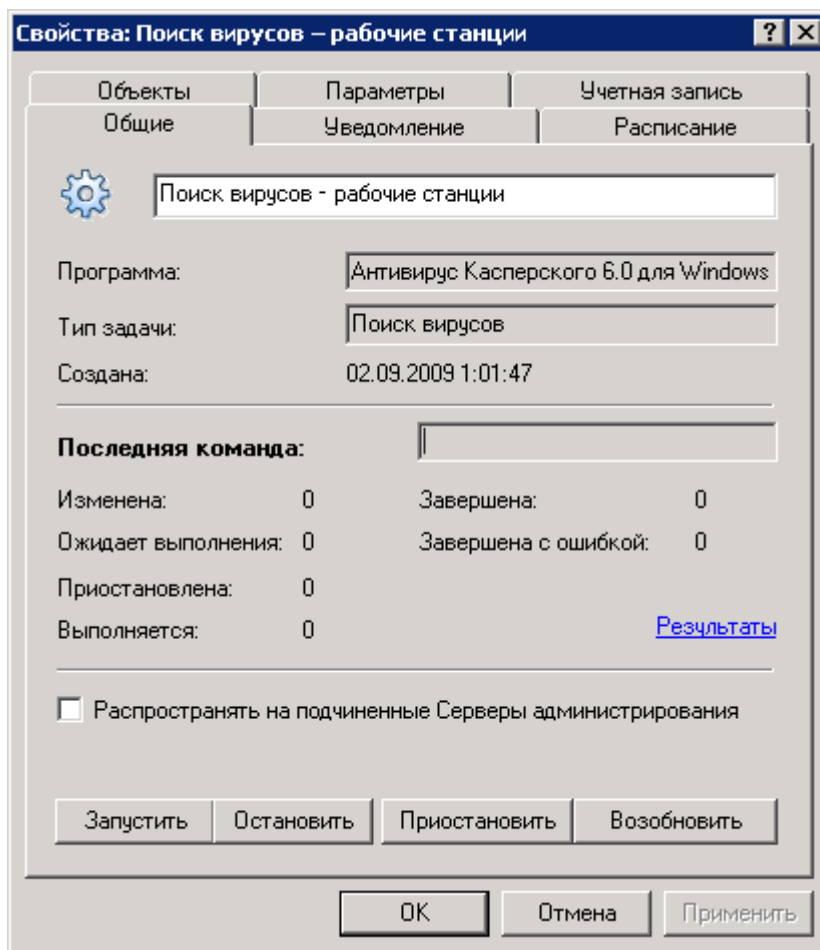 Свойства: Поиск вирусов – рабочие станции
Объекты Параметры Учетная запись
Общие Уведомление Расписание
Поиск вирусов - рабочие станции
Программа: Антивирус Касперского 6.0 для Windows
Тип задачи: Поиск вирусов
Создана: 02.09.2009 1:01:47
Последняя команда:
Изменена: 0 Завершена: 0
Ожидает выполнения: 0 Завершена с ошибкой: 0
Приостановлена: 0
Выполняется: 0 Результаты
Распространять на подчиненные Серверы администрирования
Запустить Остановить Приостановить Возобновить
OK Отмена Применить